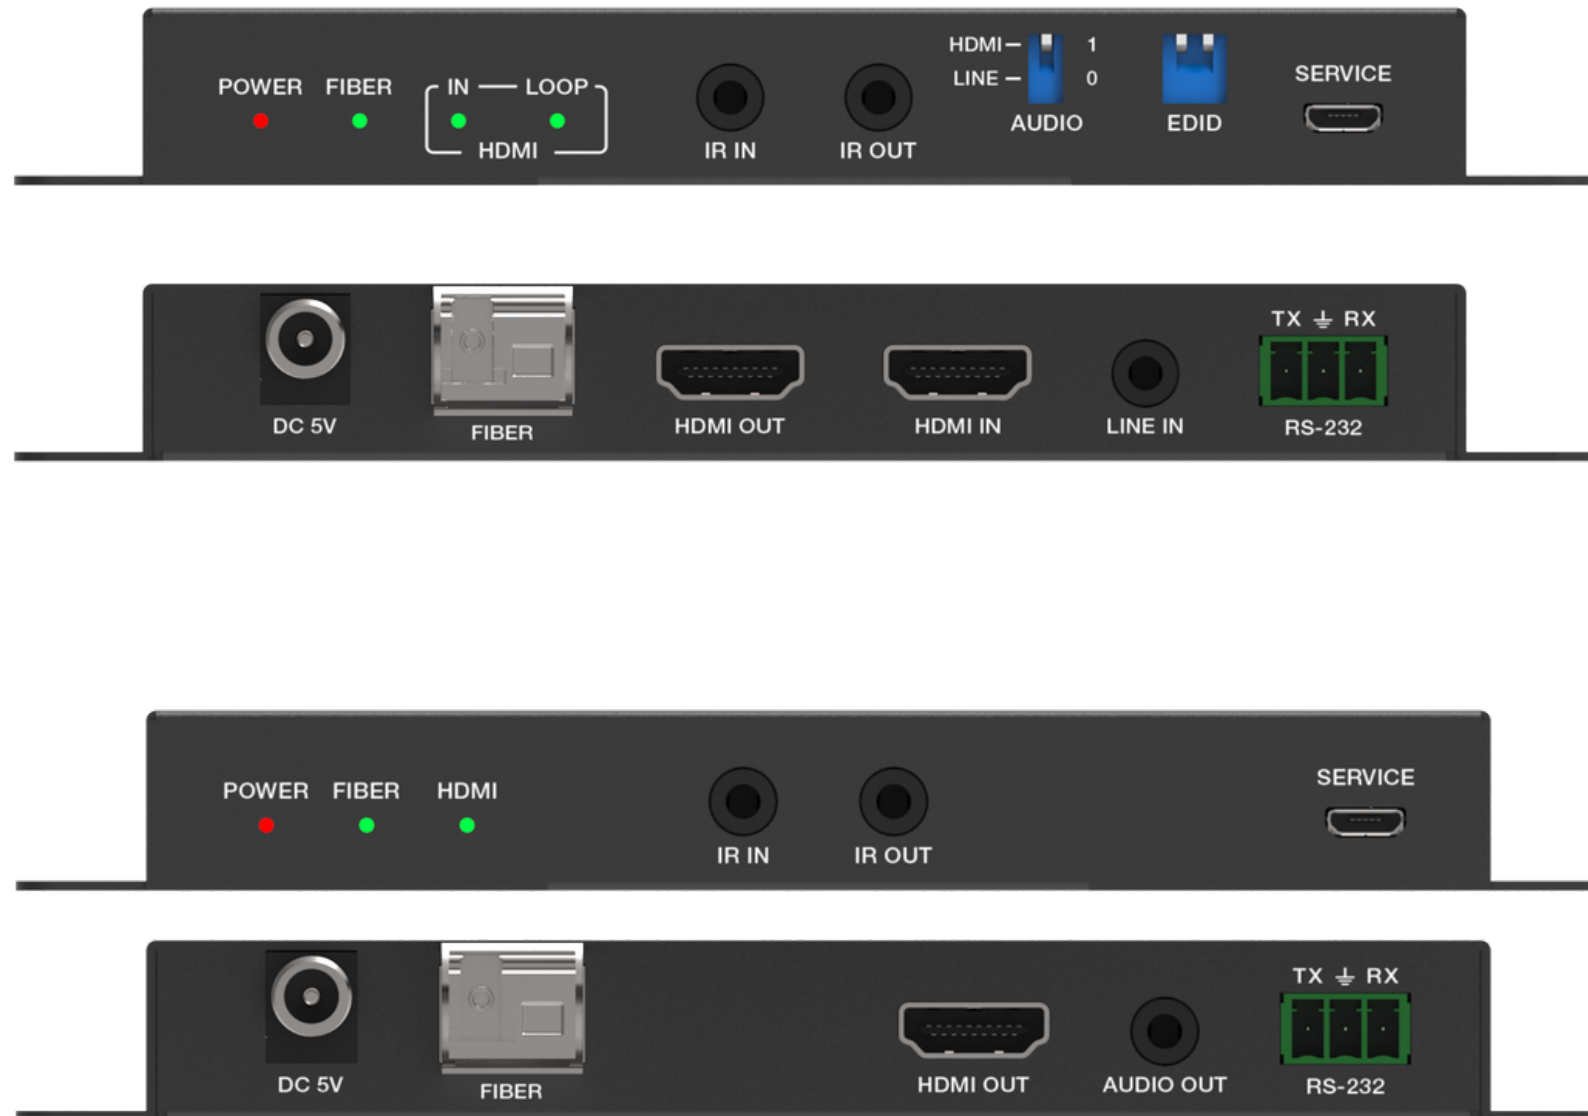 HDMI 1
LINE 0
POWER FIBER IN LOOP SERVICE
AUDIO EDID
HDMI IR IN IR OUT
TX RX
DC 5V FIBER HDMI OUT HDMI IN LINE IN RS-232
SERVICE
POWER FIBER HDMI
IR IN IR OUT
TX RX
DC 5V FIBER HDMI OUT AUDIO OUT RS-232